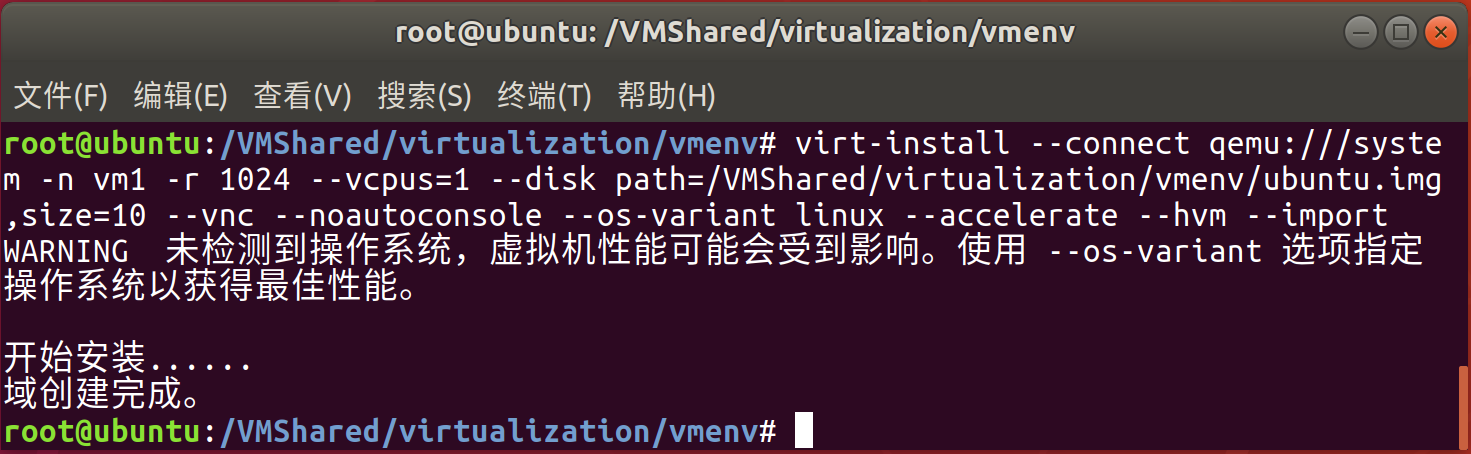 root@ubuntu: /VMShared/virtualization/vmenv
文件(F) 编辑(E) 查看(V) 搜索(S) 终端(T) 帮助(H)
root@ubuntu:/VMShared/virtualization/vmenv# virt-install --connect qemu:///syste
m -n vm1 -r 1024 --vcpus=1 --disk path=/VMShared/virtualization/vmenv/ubuntu.img
,size=10 --vnc --noautoconsole --os-variant linux --accelerate --hvm --import
WARNING  未检测到操作系统，虚拟机性能可能会受到影响。使用 --os-variant 选项指定
操作系统以获得最佳性能。
开始安装......
域创建完成。
root@ubuntu:/VMShared/virtualization/vmenv#